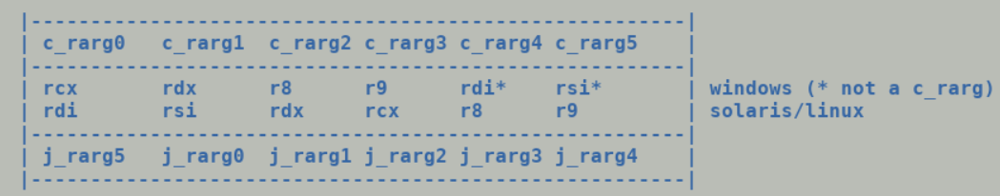 |-------------------------------------------------------|
| c_rarg0   c_rarg1  c_rarg2 c_rarg3 c_rarg4 c_rarg5    |
|-------------------------------------------------------|
| rcx       rdx      r8      r9      rdi*    rsi*       | windows (* not a c_rarg)
| rdi       rsi      rdx     rcx     r8      r9         | solaris/linux
|-------------------------------------------------------|
| j_rarg5   j_rarg0  j_rarg1 j_rarg2 j_rarg3 j_rarg4    |
|-------------------------------------------------------|